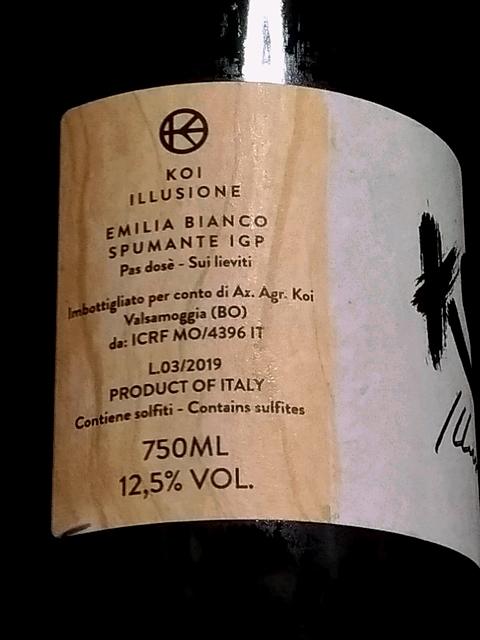 KOI
ILLUSIONE
EMILIA BIANCO
SPUMANTE IGP
Pas dosè - Sui lieviti
Imbottigliato per conto di Az. Agr. Koi
Valsamoggia (BO)
da: ICRF MO/4396 IT
L.03/2019
PRODUCT OF ITALY
Contiene solfiti - Contains sulfites
750ML
12,5% VOL.